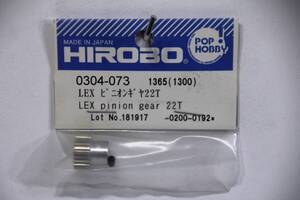 POP
HOBBY
MADE IN JAPAN
HIROBO
0304-073 1365(1300)
LEX ピニオンギヤ22T
LEX pinion gear 22T
Lot No.181917 -0200-0192*